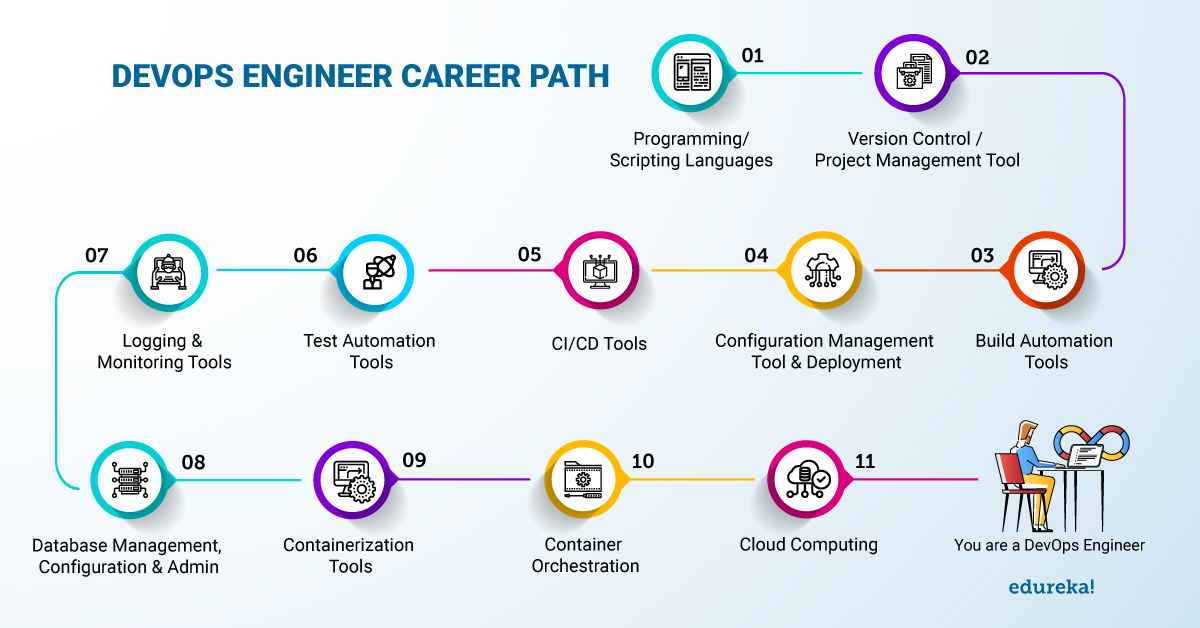 DEVOPS ENGINEER CAREER PATH
01
Programming/
Scripting Languages
02
Version Control /
Project Management Tool
03
Build Automation
Tools
04
Configuration Management
Tool & Deployment
05
CI/CD Tools
06
Test Automation
Tools
07
Logging &
Monitoring Tools
08
Database Management,
Configuration & Admin
09
Containerization
Tools
10
Container
Orchestration
11
Cloud Computing
You are a DevOps Engineer
edureka!